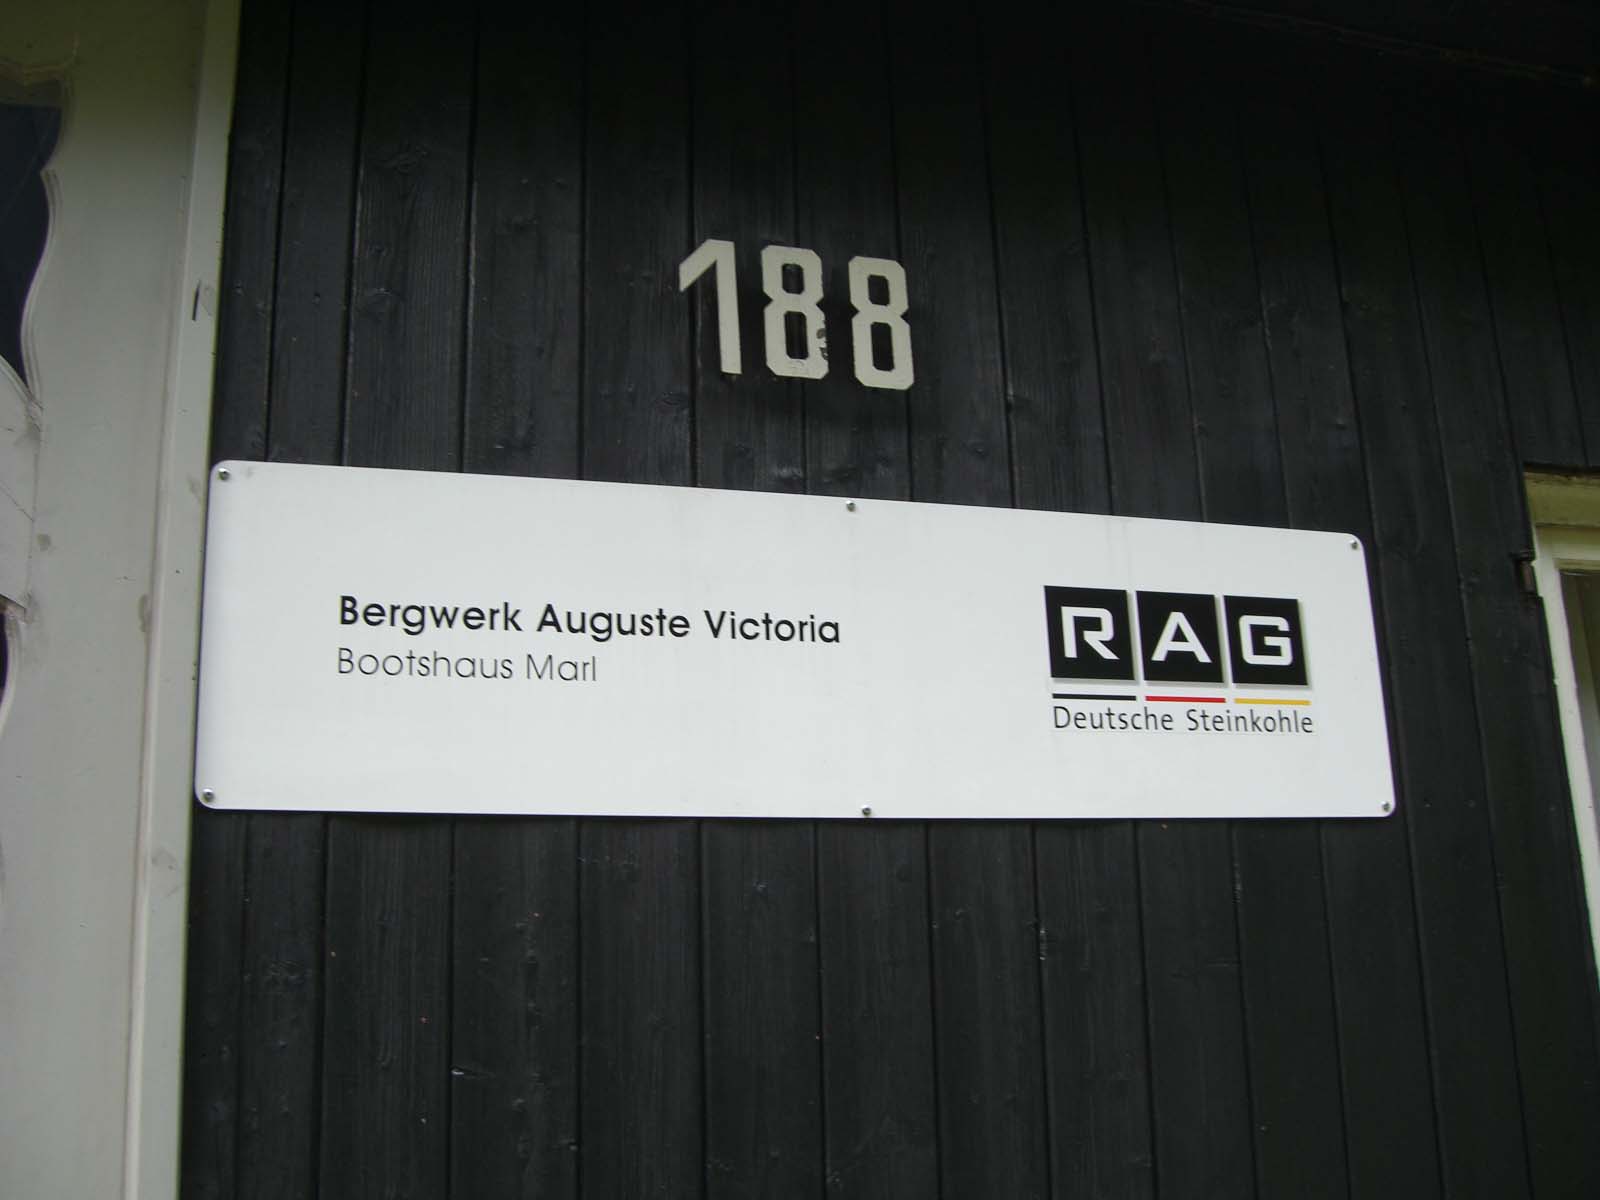 188
Bergwerk Auguste Victoria
Bootshaus Marl
RAG
Deutsche Steinkohle